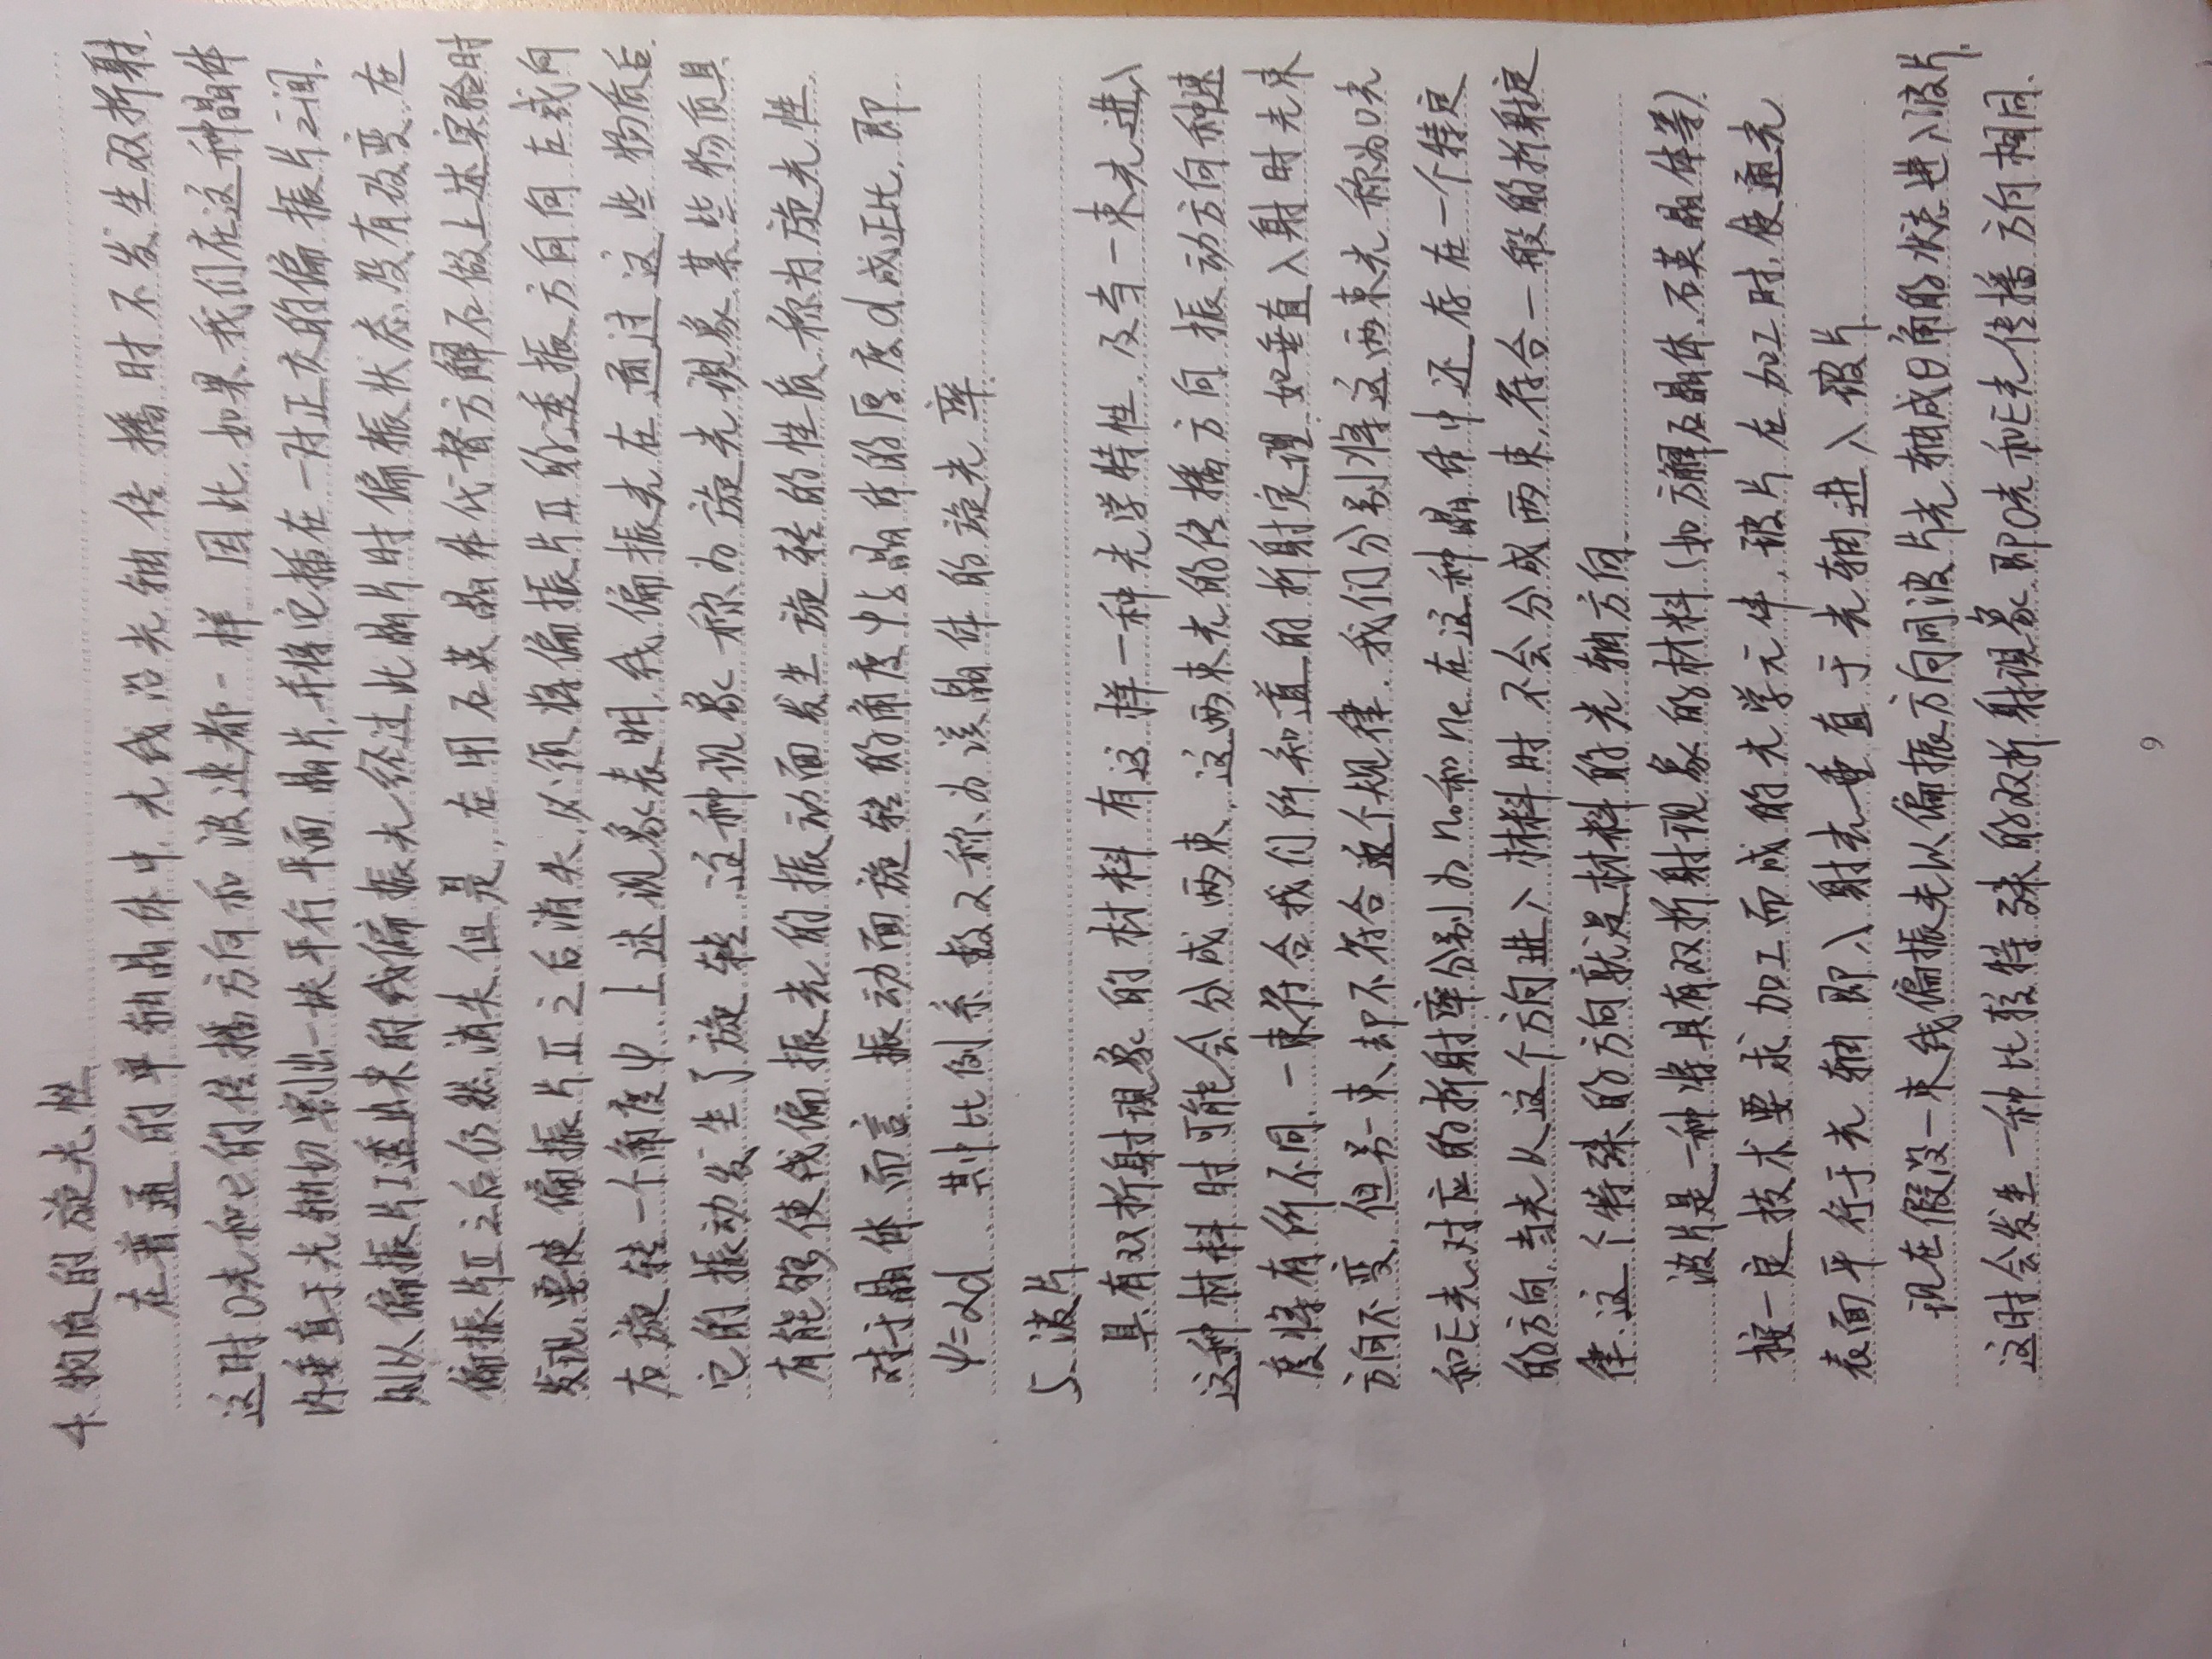 4. 物质的旋光性
在普通的单轴晶体中,光线沿光轴传播时不发生双折射.
这时O光和e的传播方向和波速都一样 因此,如果我们在这种晶体
内垂直于光轴切割出一块平行平面晶片,并将它插在一对正交的偏振片之间.
则从偏振片I透出来的线偏振光经过此晶片时偏振状态没有改变,在
偏振片II之后仍然消失.但是,在用石英晶体代替方解石做上述实验时
发现,要使偏振片II之后消失,必须将偏振片II的透振方向向左或向
右旋转一个角度ψ.上述现象表明,线偏振光在通过这些物质后.
它的振动发生了旋转.这种现象称为旋光现象.某些物质具
有能够使线偏振光的振动面发生旋转的性质,称为旋光性.
对于晶体,而言,振动面旋转的角度ψ与晶体的厚度d成正比,即
ψ=αd 其中比例系数α称为该晶体的旋光率.
5、波片
具有双折射现象的材料有这样一种光学特性,及当一束光进入
这种材料时可能会分成两束,这两束光的传播方向、振动方向和速
度将有所不同.一束符合我们所知道的折射定理,如垂直入射时光束
方向不变,但另一束却不符合这个规律.我们分别将这两束光称为O光
和E光,对应的折射率分别为no和ne.在这种晶体中还存在一个特定
的方向,当光从这个方向进入材料时不会分成两束,符合一般的折射定
律.这个特殊的方向就是材料的光轴方向.
波片是一种将具有双折射现象的材料(如方解石晶体,石英晶体等)
按一定技术要求加工而成的光学元件,玻片在加工时,使通光
表面平行于光轴 即入射光垂直于光轴进入玻片.
现在假设一束线偏振光以偏振方向同波片光轴成θ角的状态进入波片.
这时会发生一种比较特殊的双折射现象,即O光和E光传播方向相同.
9